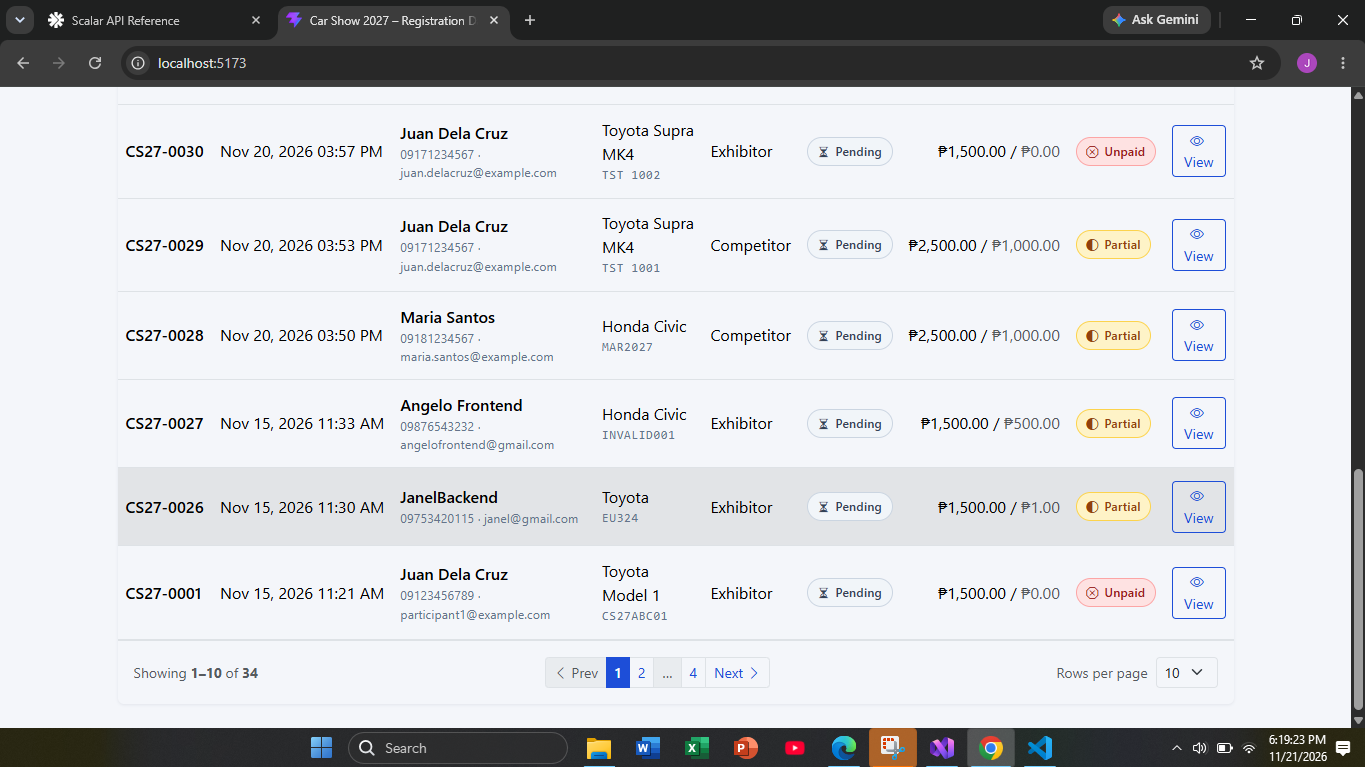 Scalar API Reference
Car Show 2027 – Registration D
Ask Gemini
localhost:5173
J
CS27-0030 Nov 20, 2026 03:57 PM Juan Dela Cruz 09171234567 · juan.delacruz@example.com Toyota Supra MK4 TST 1002 Exhibitor Pending ₱1,500.00 / ₱0.00 Unpaid View
CS27-0029 Nov 20, 2026 03:53 PM Juan Dela Cruz 09171234567 · juan.delacruz@example.com Toyota Supra MK4 TST 1001 Competitor Pending ₱2,500.00 / ₱1,000.00 Partial View
CS27-0028 Nov 20, 2026 03:50 PM Maria Santos 09181234567 · maria.santos@example.com Honda Civic MAR2027 Competitor Pending ₱2,500.00 / ₱1,000.00 Partial View
CS27-0027 Nov 15, 2026 11:33 AM Angelo Frontend 09876543232 · angelofrontend@gmail.com Honda Civic INVALID001 Exhibitor Pending ₱1,500.00 / ₱500.00 Partial View
CS27-0026 Nov 15, 2026 11:30 AM JanelBackend 09753420115 · janel@gmail.com Toyota EU324 Exhibitor Pending ₱1,500.00 / ₱1.00 Partial View
CS27-0001 Nov 15, 2026 11:21 AM Juan Dela Cruz 09123456789 · participant1@example.com Toyota Model 1 CS27ABC01 Exhibitor Pending ₱1,500.00 / ₱0.00 Unpaid View
Showing 1–10 of 34 Prev 1 2 ... 4 Next Rows per page 10
Search
6:19:23 PM
11/21/2026